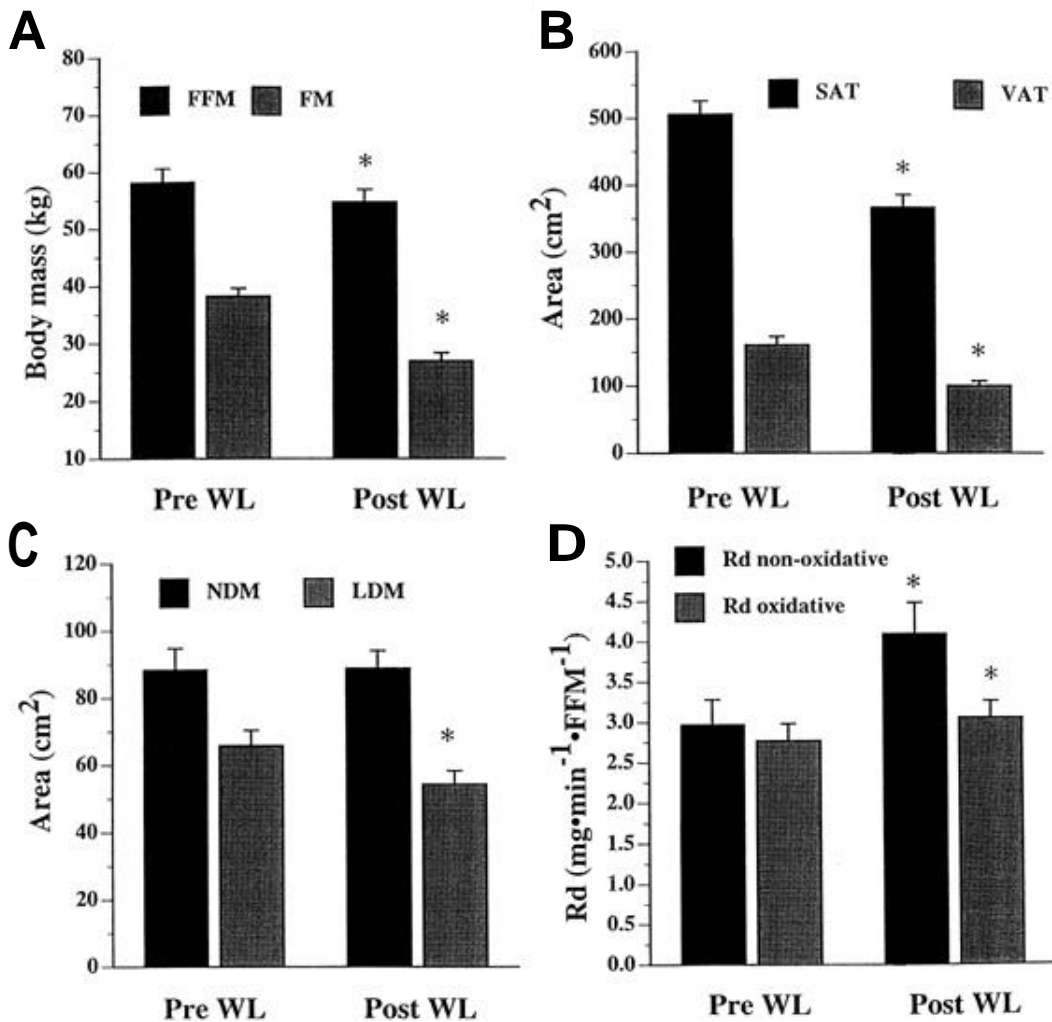 A
80
70
60
50
40
30
20
10
Body mass (kg)
FFM FM
*
*
Pre WL Post WL
B
600
500
400
300
200
100
0
Area (cm²)
SAT VAT
*
*
Pre WL Post WL
C
120
100
80
60
40
20
0
Area (cm²)
NDM LDM
*
Pre WL Post WL
D
5.0
4.5
4.0
3.5
3.0
2.5
2.0
1.5
1.0
0.5
0.0
Rd (mg•min⁻¹•FFM⁻¹)
Rd non-oxidative
Rd oxidative
*
*
Pre WL Post WL